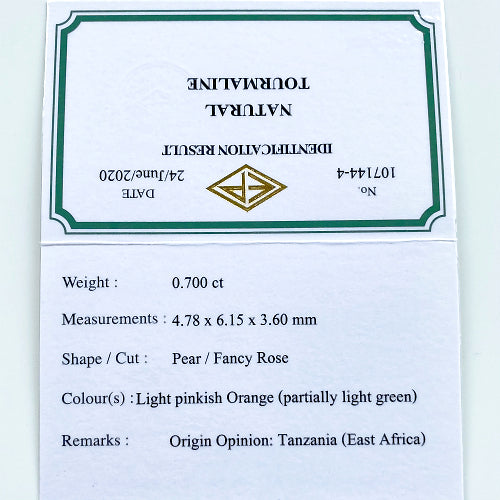 No.
107144-4
DATE
24/June/2020
IDENTIFICATION RESULT
NATURAL
TOURMALINE
Weight : 0.700 ct
Measurements : 4.78 x 6.15 x 3.60 mm
Shape / Cut : Pear / Fancy Rose
Colour(s) : Light pinkish Orange (partially light green)
Remarks : Origin Opinion: Tanzania (East Africa)